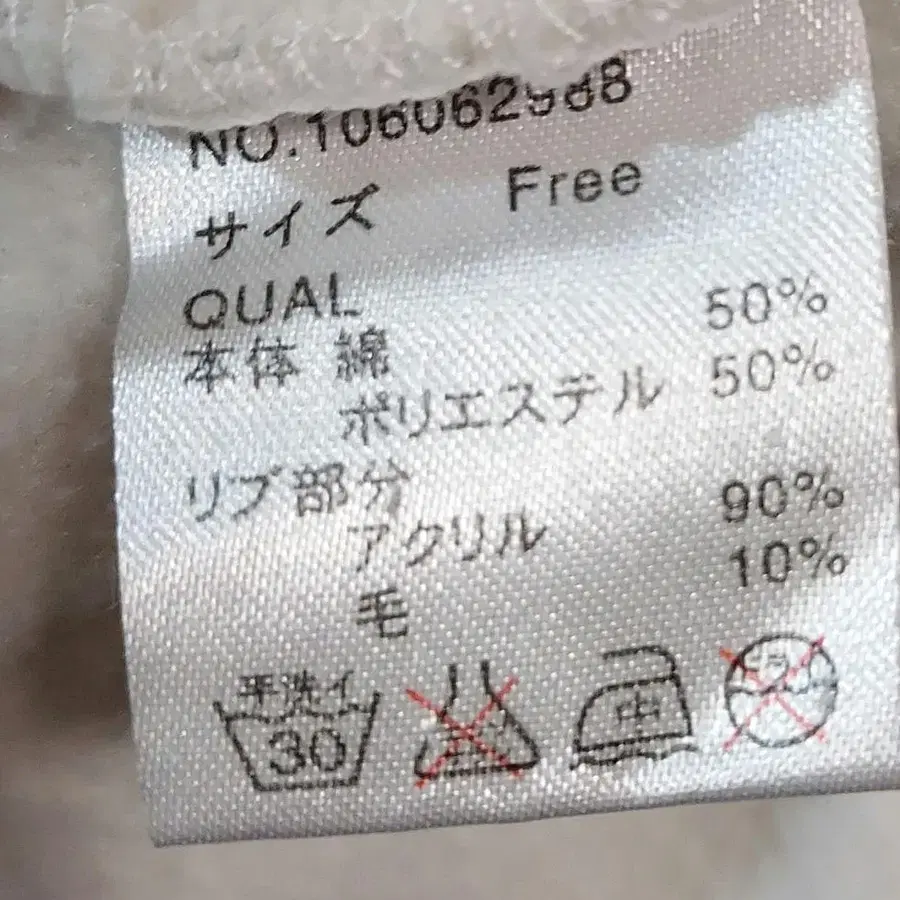 NO.106062988
サイズ Free
QUAL
本体 綿 50%
ポリエステル 50%
リブ部分
アクリル 90%
毛 10%
手洗イ
30
中